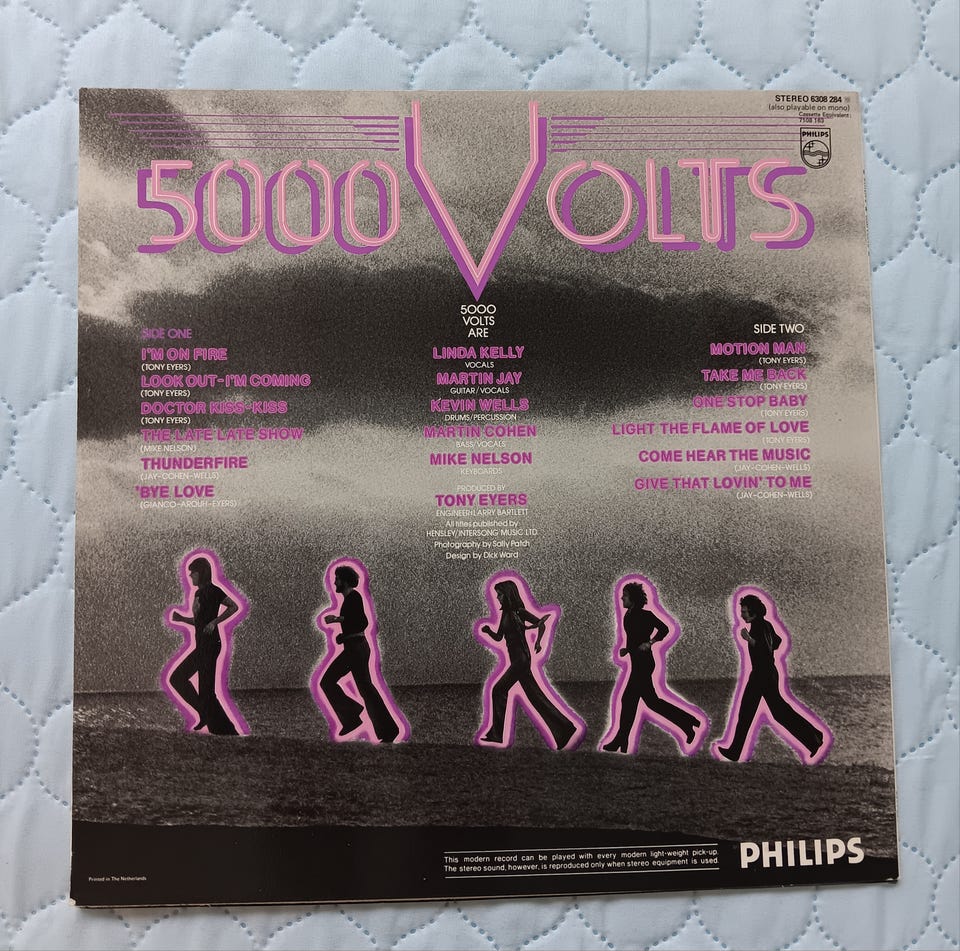 STEREO 6308 284
(also playable on mono)
Cassette Equivalent:
7108 163
PHILIPS
5000 VOLTS
5000
VOLTS
ARE
SIDE ONE
I'M ON FIRE
(TONY EYERS)
LOOK OUT-I'M COMING
(TONY EYERS)
DOCTOR KISS-KISS
(TONY EYERS)
THE LATE LATE SHOW
(MIKE NELSON)
THUNDERFIRE
(JAY-COHEN-WELLS)
'BYE LOVE
(GIANCO-AROUH-EYERS)
LINDA KELLY
VOCALS
MARTIN JAY
GUITAR/VOCALS
KEVIN WELLS
DRUMS/PERCUSSION
MARTIN COHEN
BASS/VOCALS
MIKE NELSON
KEYBOARDS
PRODUCED BY
TONY EYERS
ENGINEER: LARRY BARTLETT
All titles published by
HENSLEY/INTERSONG MUSIC LTD.
Photography by Sally Patch
Design by Dick Ward
SIDE TWO
MOTION MAN
(TONY EYERS)
TAKE ME BACK
(TONY EYERS)
ONE STOP BABY
(TONY EYERS)
LIGHT THE FLAME OF LOVE
(TONY EYERS)
COME HEAR THE MUSIC
(JAY-COHEN-WELLS)
GIVE THAT LOVIN' TO ME
(JAY-COHEN-WELLS)
This modern record can be played with every modern light-weight pick-up.
The stereo sound, however, is reproduced only when stereo equipment is used.
PHILIPS
Printed in The Netherlands